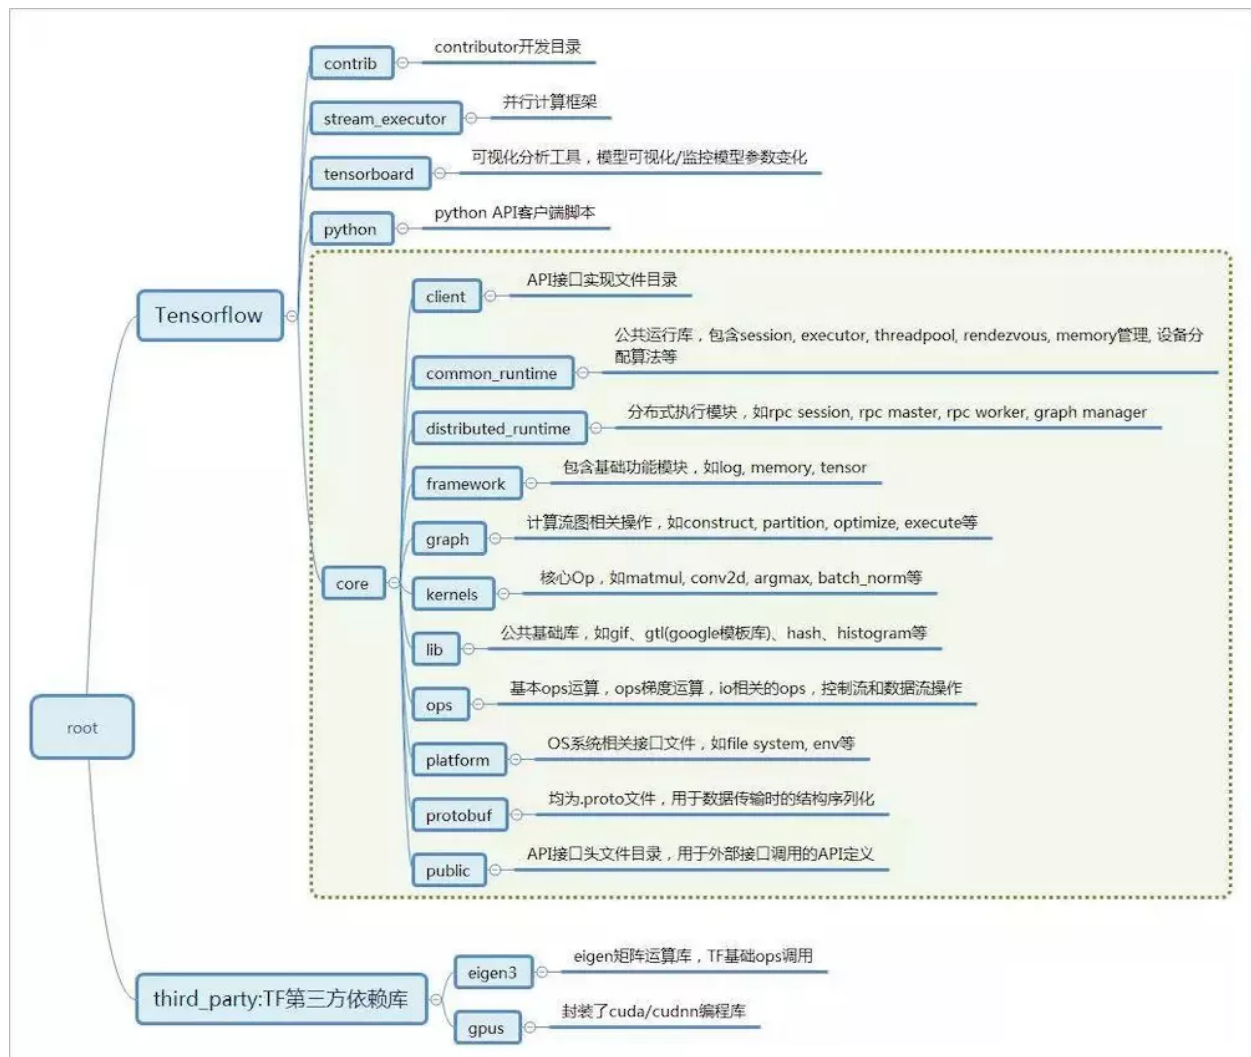 contrib
contributor开发目录
stream_executor
并行计算框架
tensorboard
可视化分析工具，模型可视化/监控模型参数变化
python
python API客户端脚本
Tensorflow
client
API接口实现文件目录
common_runtime
公共运行库，包含session, executor, threadpool, rendezvous, memory管理, 设备分
配算法等
distributed_runtime
分布式执行模块，如rpc session, rpc master, rpc worker, graph manager
framework
包含基础功能模块，如log, memory, tensor
graph
计算流图相关操作，如construct, partition, optimize, execute等
core
kernels
核心Op，如matmul, conv2d, argmax, batch_norm等
lib
公共基础库，如gif、gtl(google模板库)、hash、histogram等
ops
基本ops运算，ops梯度运算，io相关的ops，控制流和数据流操作
root
platform
OS系统相关接口文件，如file system, env等
protobuf
均为.proto文件，用于数据传输时的结构序列化
public
API接口头文件目录，用于外部接口调用的API定义
third_party:TF第三方依赖库
eigen3
eigen矩阵运算库，TF基础ops调用
gpus
封装了cuda/cudnn编程库